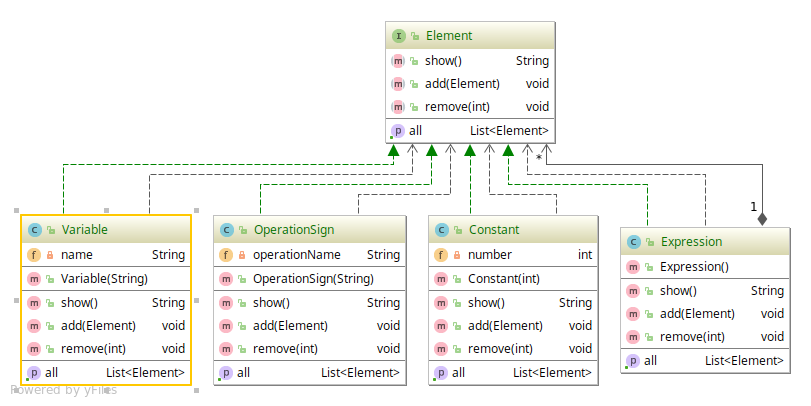 I Element
m show() String
m add(Element) void
m remove(int) void
p all List<Element>
*
1
C Variable
f name String
m Variable(String)
m show() String
m add(Element) void
m remove(int) void
p all List<Element>
C OperationSign
f operationName String
m OperationSign(String)
m show() String
m add(Element) void
m remove(int) void
p all List<Element>
C Constant
f number int
m Constant(int)
m show() String
m add(Element) void
m remove(int) void
p all List<Element>
C Expression
m Expression()
m show() String
m add(Element) void
m remove(int) void
p all List<Element>
Powered by yFiles